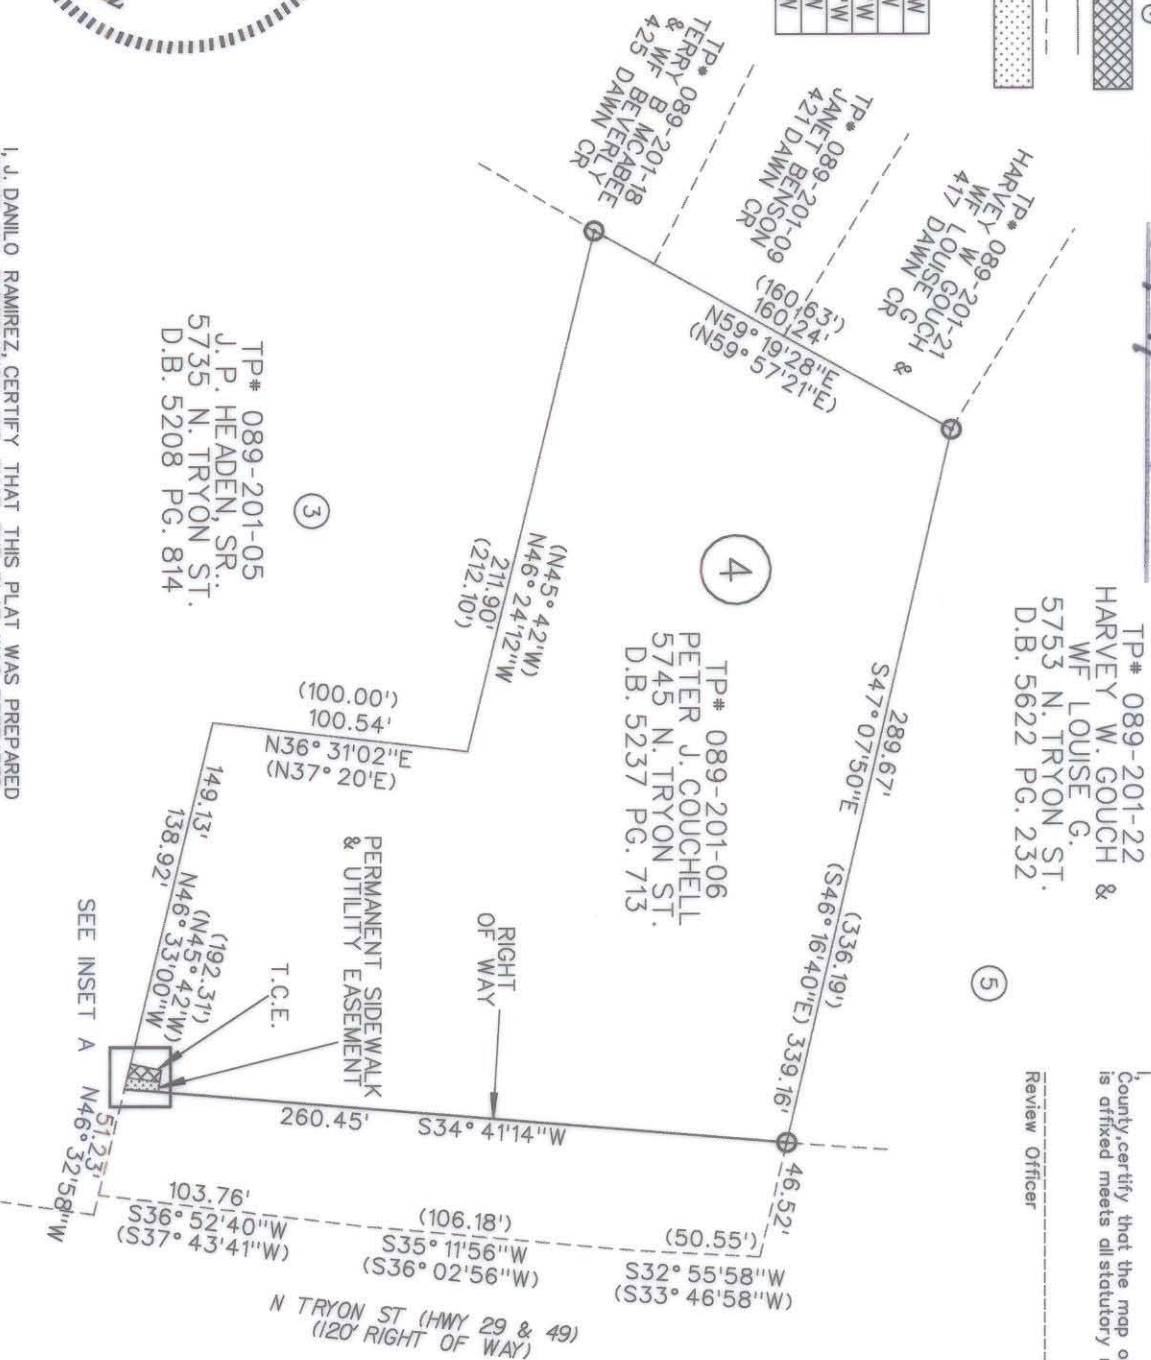 W
W
W
W
W
W
TP# 089-201-18
TERRY B MCABEE
& WF BEVERLY
425 DAWN CR
TP# 089-201-09
JANET BENSON
421 DAWN CR
TP# 089-201-21
HARVEY W GOUCH &
WF LOUISE G
417 DAWN CR
(160.63')
160.24'
N59° 19'28"E
(N59° 57'21"E)
TP# 089-201-22
HARVEY W. GOUCH &
WF LOUISE G.
5753 N. TRYON ST.
D.B. 5622 PG. 232
5
I,
County,certify that the map o
is affixed meets all statutory
Review Officer
289.67'
S47° 07'50"E
(336.19')
(S46° 16'40"E) 339.16'
46.52'
4
TP# 089-201-06
PETER J. COUCHELL
5745 N. TRYON ST.
D.B. 5237 PG. 713
(N45° 42'W)
N46° 24'12"W
211.90'
(212.10')
3
TP# 089-201-05
J. P. HEADEN, SR..
5735 N. TRYON ST.
D.B. 5208 PG. 814
(100.00')
100.54'
N36° 31'02"E
(N37° 20'E)
RIGHT
OF WAY
PERMANENT SIDEWALK
& UTILITY EASEMENT
T.C.E.
149.13'
138.92'
(192.31')
(N45° 42'W)
N46° 33'00"W
SEE INSET A
51.23'
N46° 32'58"W
260.45'
S34° 41'14"W
103.76'
S36° 52'40"W
(S37° 43'41"W)
(106.18')
S35° 11'56"W
(S36° 02'56"W)
(50.55')
S32° 55'58"W
(S33° 46'58"W)
N TRYON ST (HWY 29 & 49)
(120' RIGHT OF WAY)
I, J. DANILO RAMIREZ, CERTIFY THAT THIS PLAT WAS PREPARED